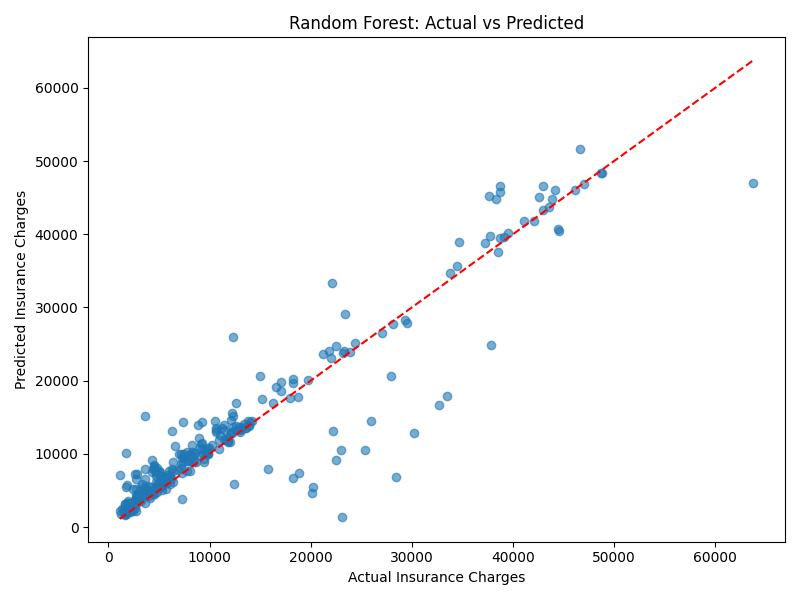 Random Forest: Actual vs Predicted
Predicted Insurance Charges
60000
50000
40000
30000
20000
10000
0
0 10000 20000 30000 40000 50000 60000
Actual Insurance Charges